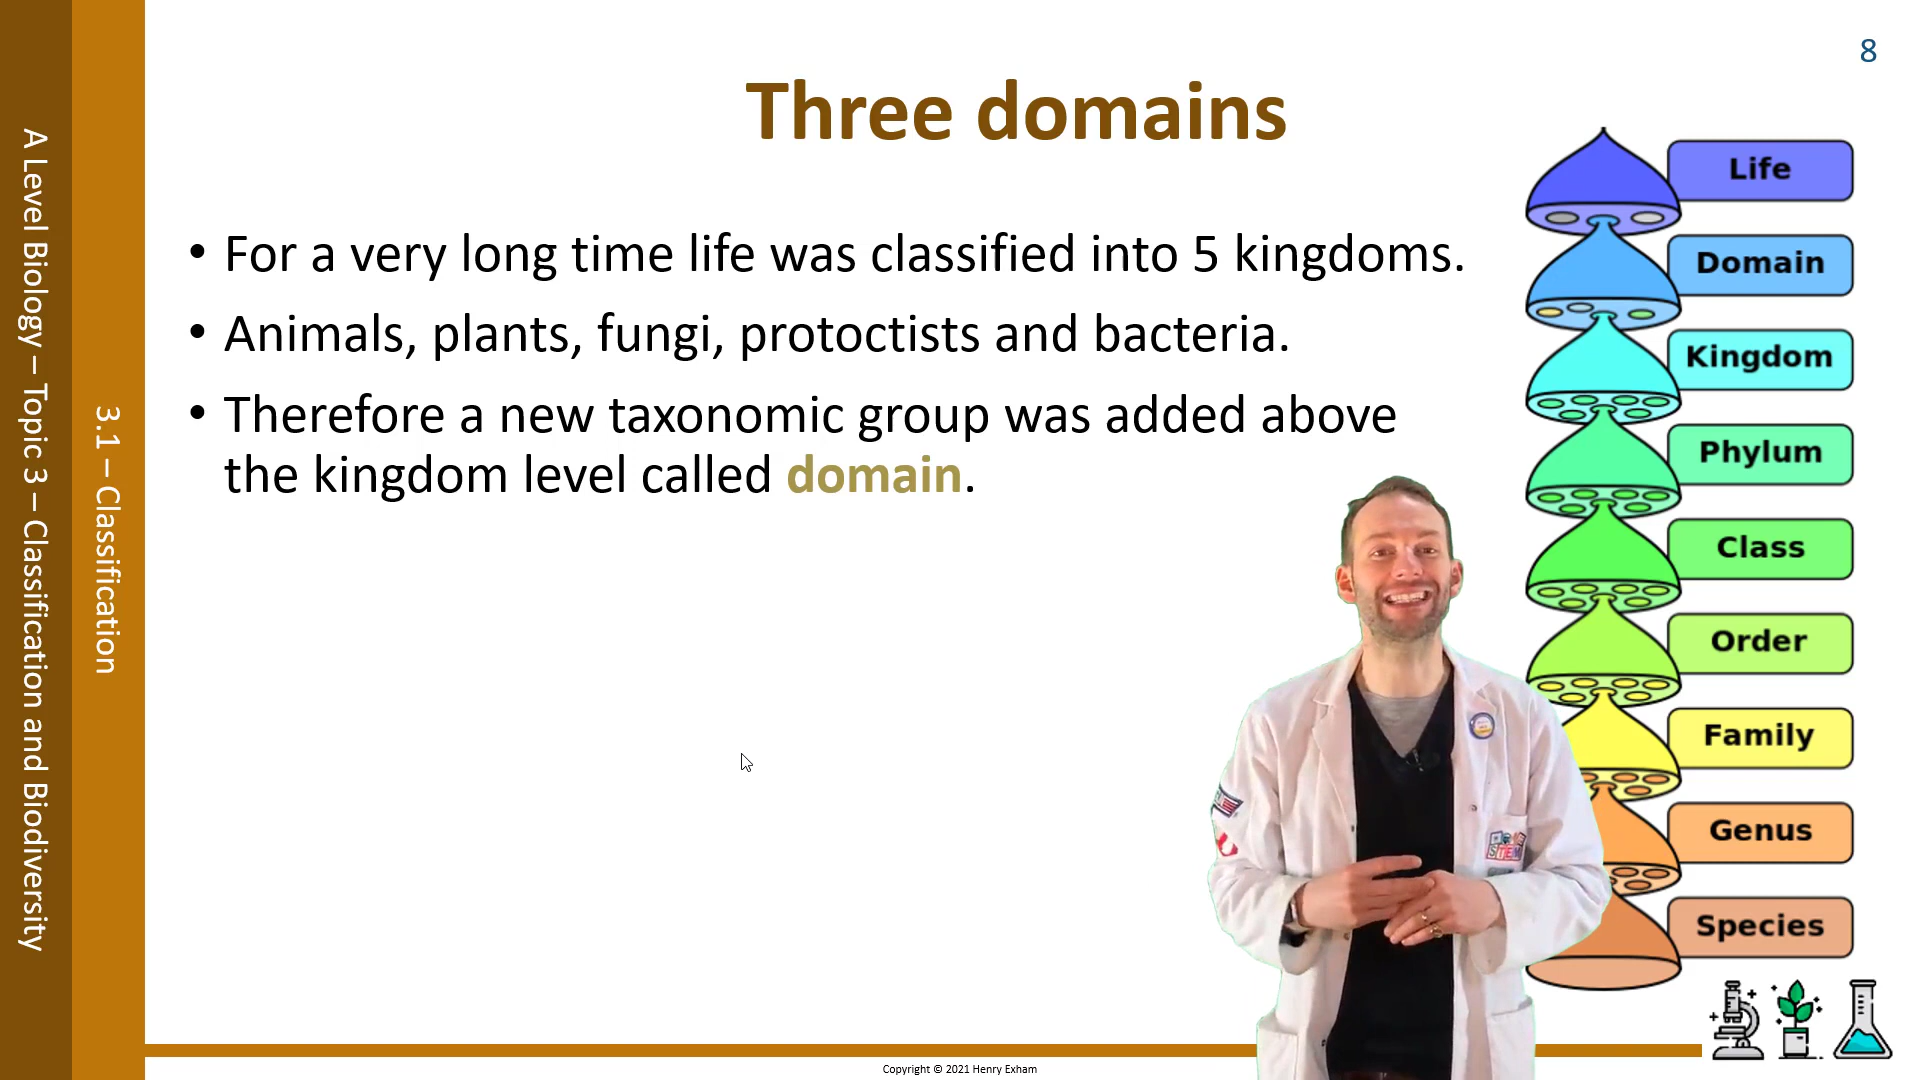 8
Three domains
• For a very long time life was classified into 5 kingdoms.
• Animals, plants, fungi, protoctists and bacteria.
• Therefore a new taxonomic group was added above
the kingdom level called domain.
Life
Domain
Kingdom
Phylum
Class
Order
Family
Genus
Species
A Level Biology – Topic 3 – Classification and Biodiversity
3.1 – Classification
STEM
Copyright © 2021 Henry Exham